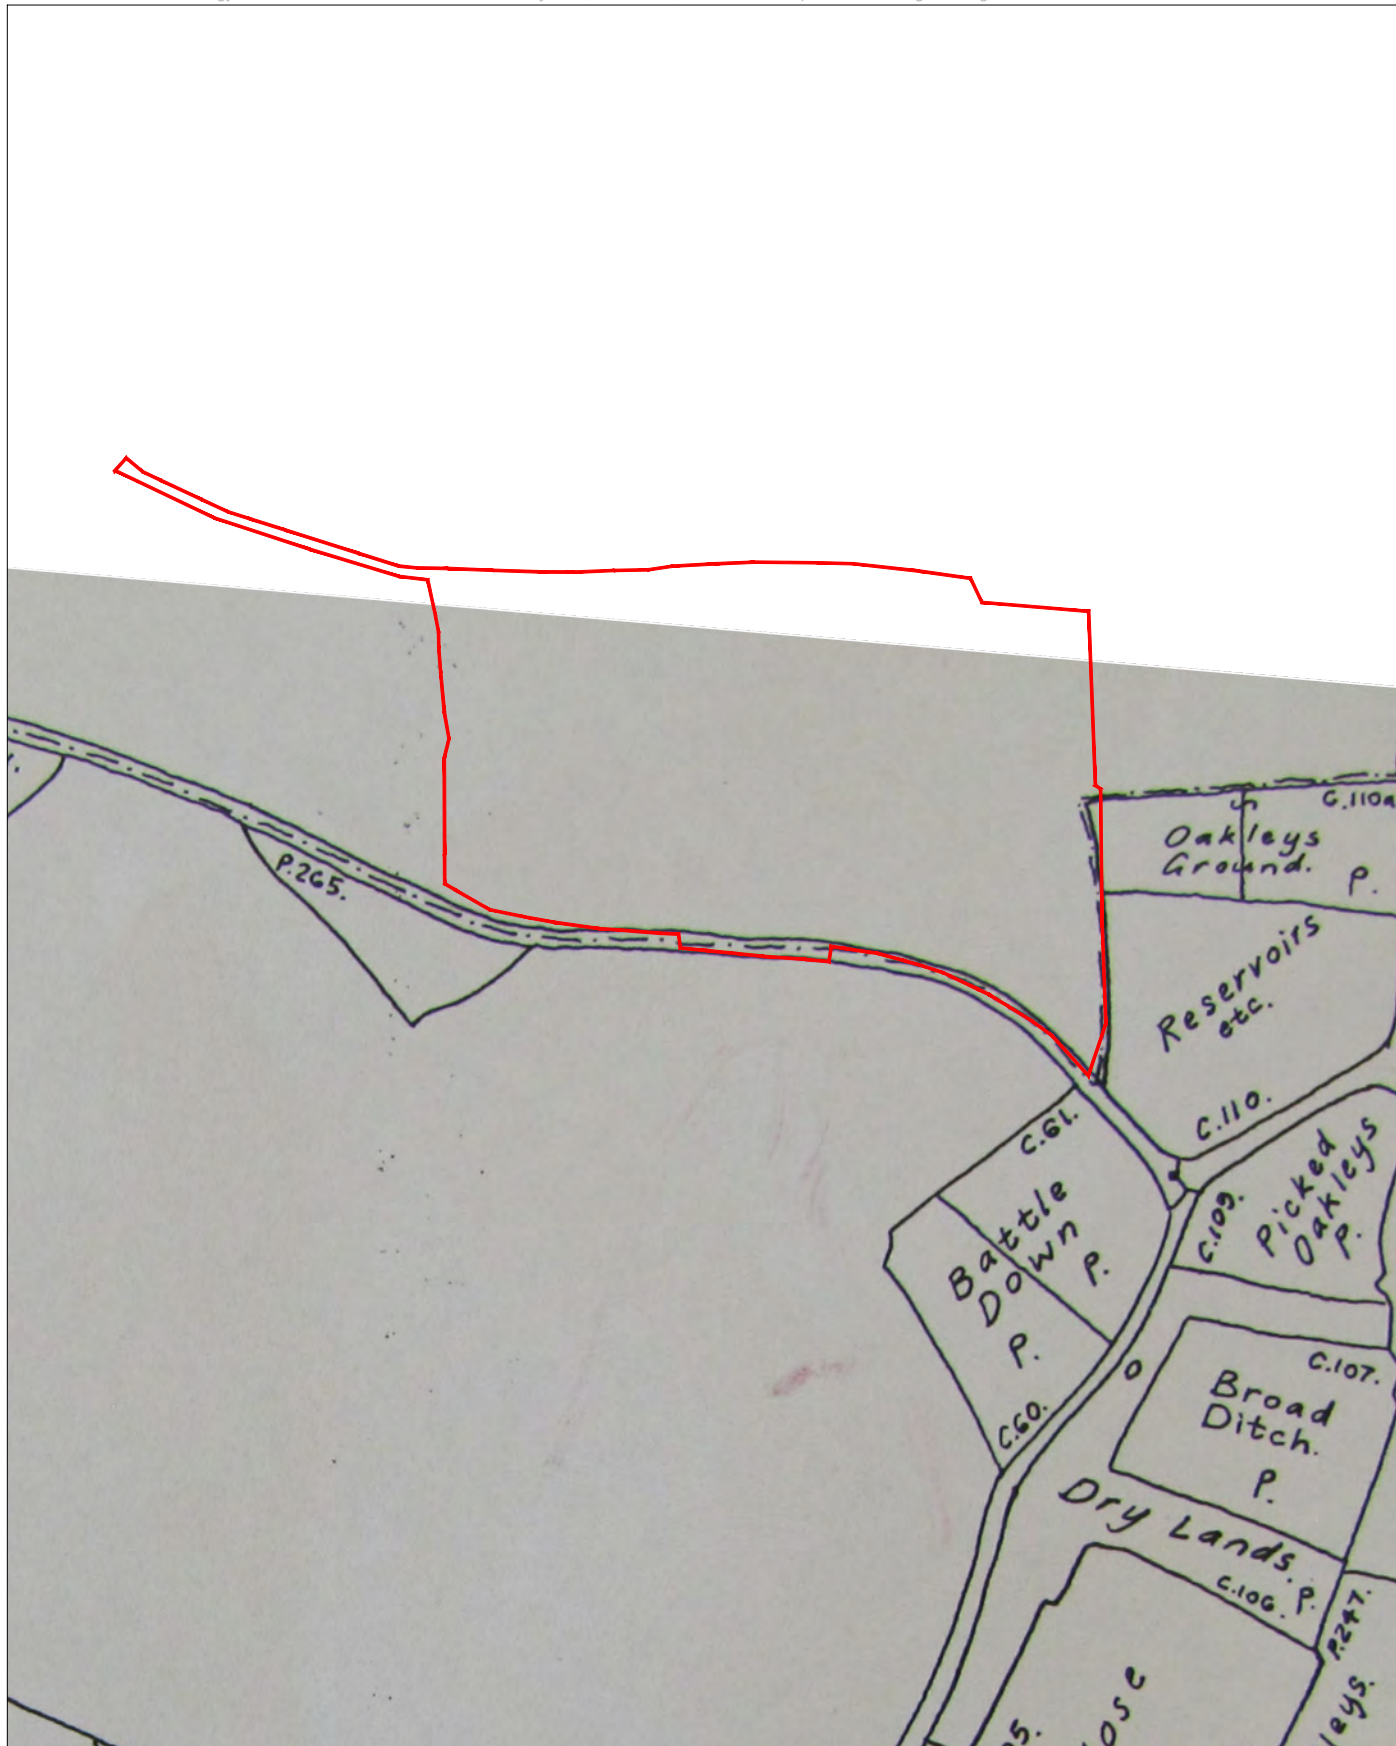 C.110a
Oakleys
Ground.
P.
P.265.
Reservoirs
etc.
C.110.
C.61.
Picked
Oakleys
P.
C.109.
Battle
Down
P.
P.
C.60.
C.107.
Broad
Ditch.
P.
Dry Lands.
P.
C.106.
P.247.